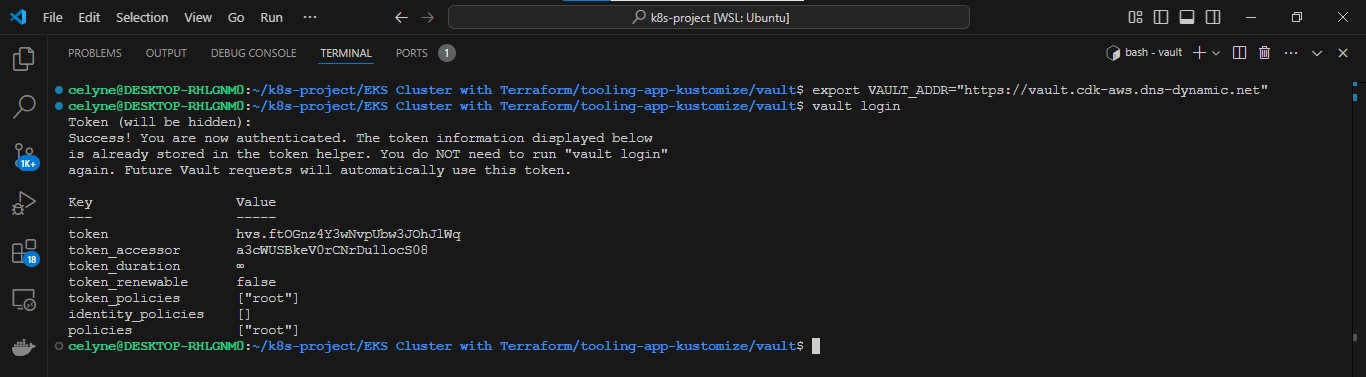 File Edit Selection View Go Run ···
k8s-project [WSL: Ubuntu]
PROBLEMS OUTPUT DEBUG CONSOLE TERMINAL PORTS 1
bash - vault
celyne@DESKTOP-RHLGNM0:~/k8s-project/EKS Cluster with Terraform/tooling-app-kustomize/vault$ export VAULT_ADDR="https://vault.cdk-aws.dns-dynamic.net"
celyne@DESKTOP-RHLGNM0:~/k8s-project/EKS Cluster with Terraform/tooling-app-kustomize/vault$ vault login
Token (will be hidden):
Success! You are now authenticated. The token information displayed below
is already stored in the token helper. You do NOT need to run "vault login"
again. Future Vault requests will automatically use this token.
Key Value
--- -----
token hvs.ftOGnz4Y3wNvpUbw3JOhJlWq
token_accessor a3cWUSBkeV0rCNrDullocS08
token_duration ∞
token_renewable false
token_policies ["root"]
identity_policies []
policies ["root"]
celyne@DESKTOP-RHLGNM0:~/k8s-project/EKS Cluster with Terraform/tooling-app-kustomize/vault$
1K+
18